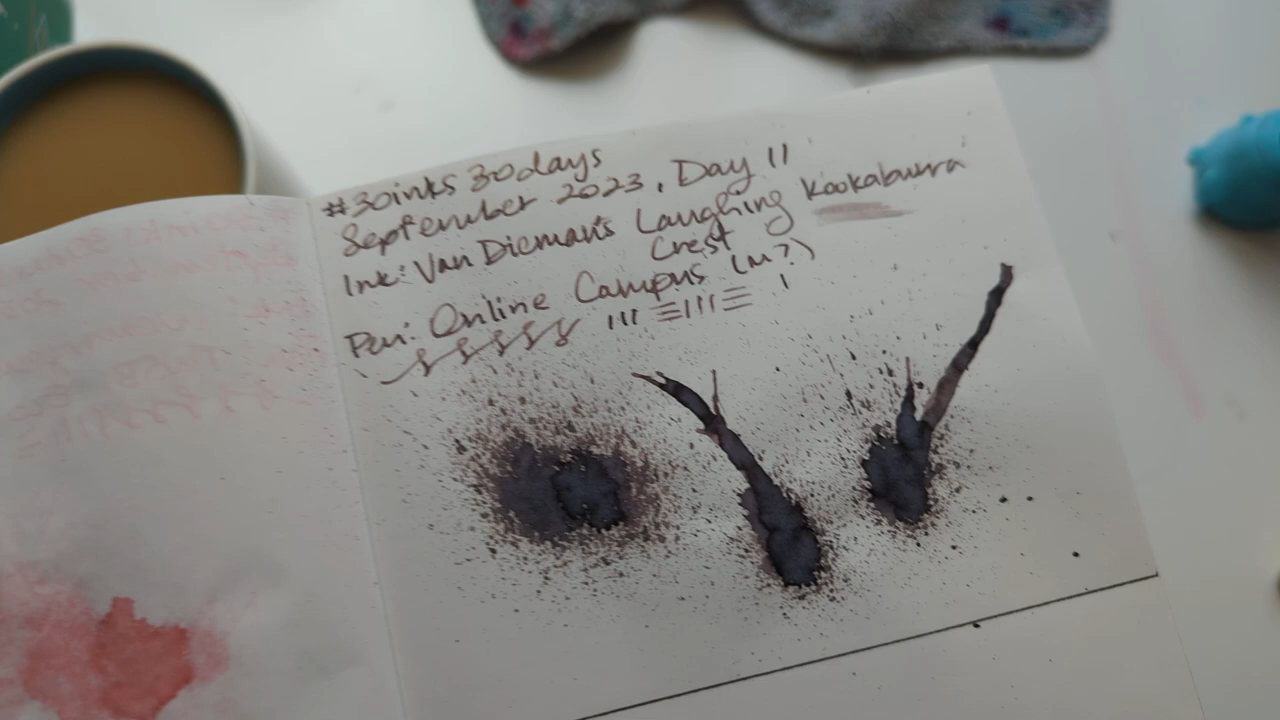 #30inks 30days
September 2023, Day 11
Ink: Van Dieman's Laughing Kookaburra
Crest
Pen: Online Campus (M?)